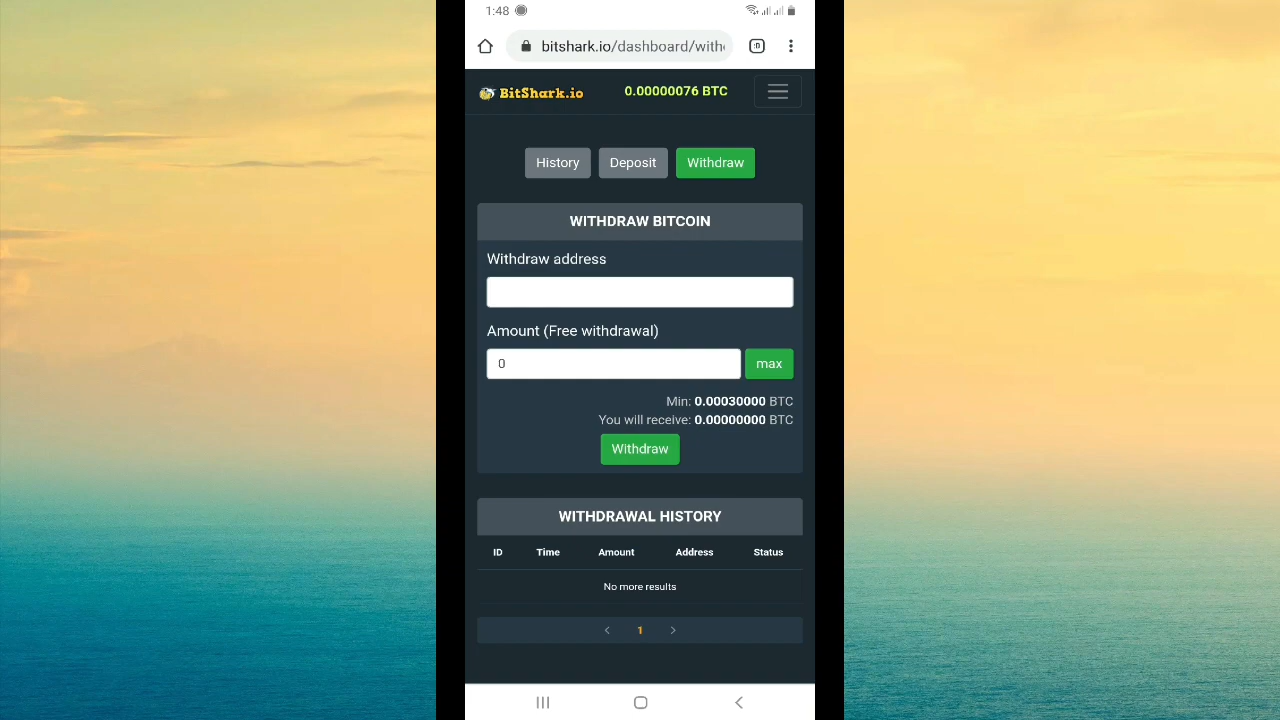 1:48
bitshark.io/dashboard/with
:D
BitShark.io
0.00000076 BTC
History
Deposit
Withdraw
WITHDRAW BITCOIN
Withdraw address
Amount (Free withdrawal)
0
max
Min: 0.00030000 BTC
You will receive: 0.00000000 BTC
Withdraw
WITHDRAWAL HISTORY
ID Time Amount Address Status
No more results
< 1 >